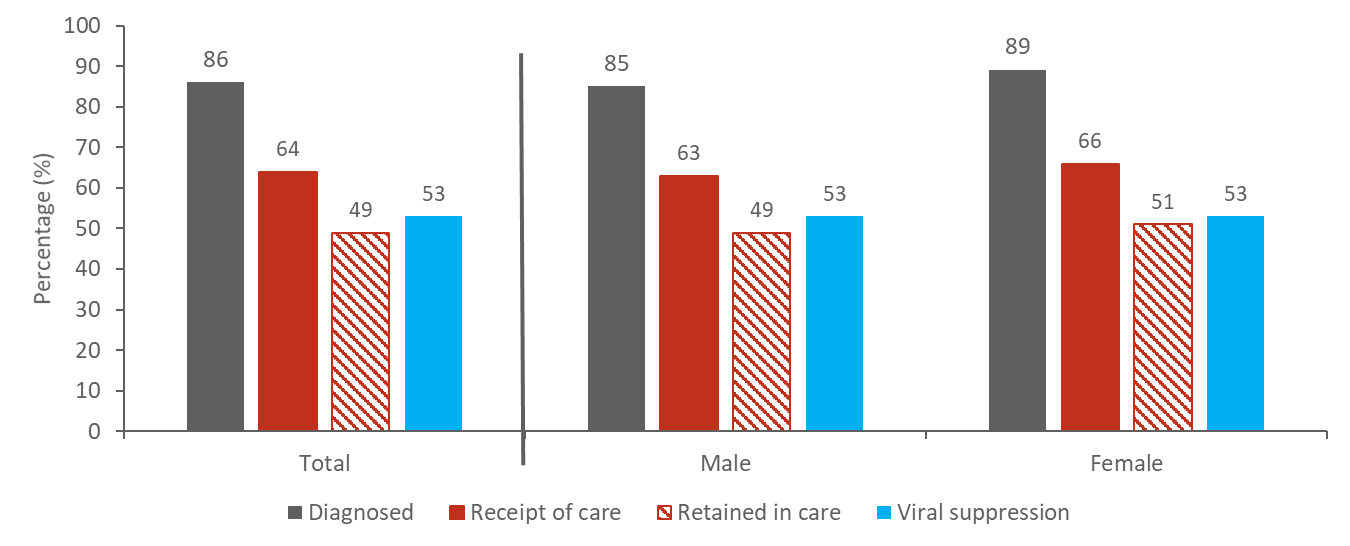 Percentage (%)
100
90
80
70
60
50
40
30
20
10
0
86
64
49
53
85
63
49
53
89
66
51
53
Total
Male
Female
Diagnosed
Receipt of care
Retained in care
Viral suppression